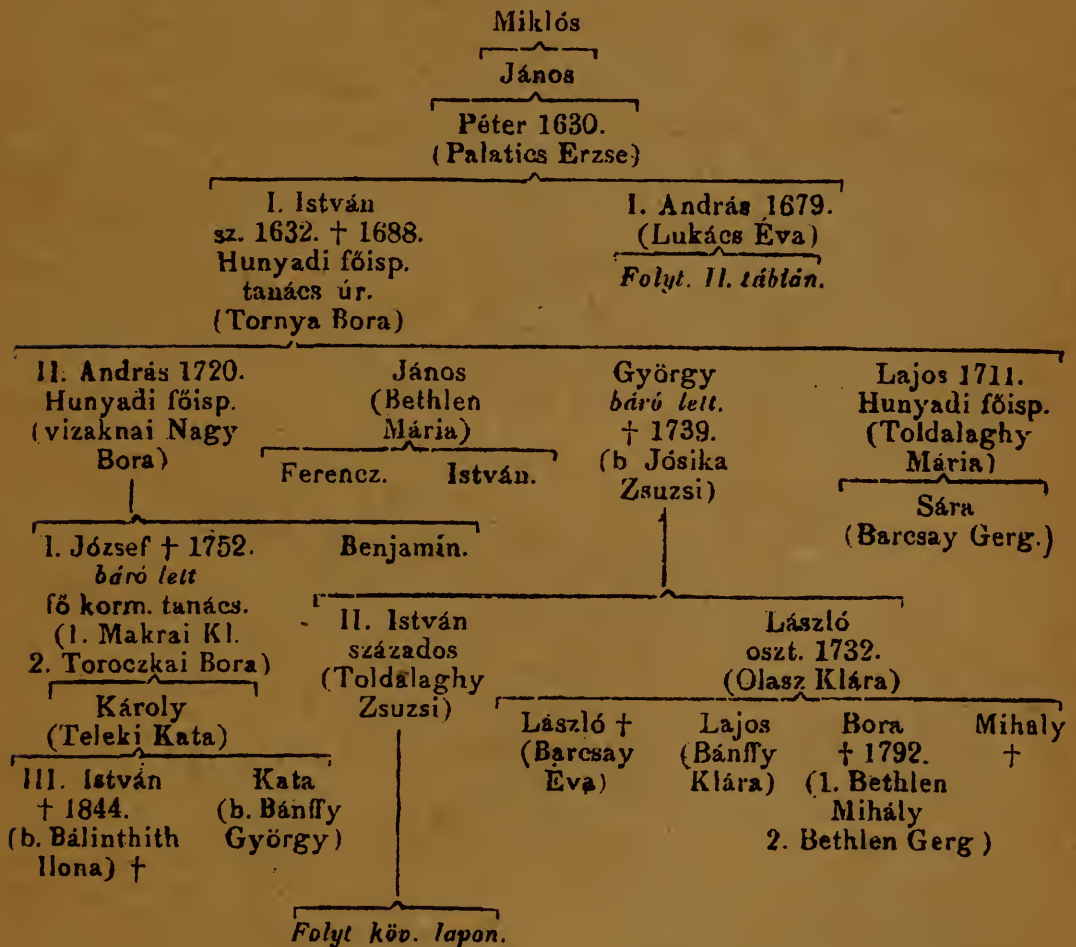 Miklós
János
Péter 1630.
(Palatics Erzse)
I. István
sz. 1632. † 1688.
Hunyadi főisp.
tanács úr.
(Tornya Bora)
I. András 1679.
(Lukács Éva)
Folyt. II. táblán.
II. András 1720.
Hunyadi főisp.
(vizaknai Nagy
Bora)
János
(Bethlen
Mária)
Ferencz. István.
György
báró lett.
† 1739.
(b Jósika
Zsuzsi)
Lajos 1711.
Hunyadi főisp.
(Toldalaghy
Mária)
Sára
(Barcsay Gerg.)
I. József † 1752.
báró lett
fő korm. tanács.
(1. Makrai Kl.
2. Toroczkai Bora)
Benjamin.
II. István
százados
(Toldalaghy
Zsuzsi)
László
oszt. 1732.
(Olasz Klára)
Károly
(Teleki Kata)
László †
(Barcsay
Éva)
Lajos
(Bánffy
Klára)
Bora
† 1792.
(1. Bethlen
Mihály
2. Bethlen Gerg )
Mihaly
†
III. István
† 1844.
(b. Bálinthith
Ilona) †
Kata
(b. Bánffy
György)
Folyt köv. lapon.